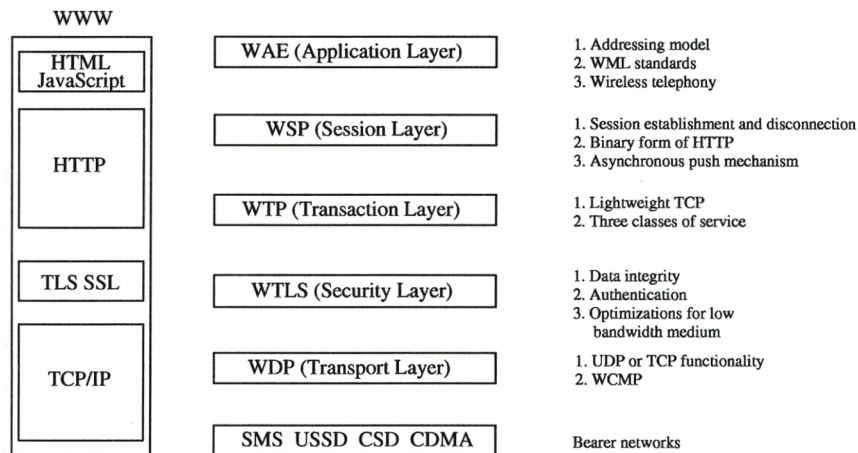 WWW
HTML
JavaScript
HTTP
TLS SSL
TCP/IP
WAE (Application Layer)
WSP (Session Layer)
WTP (Transaction Layer)
WTLS (Security Layer)
WDP (Transport Layer)
SMS USSD CSD CDMA
1. Addressing model
2. WML standards
3. Wireless telephony
1. Session establishment and disconnection
2. Binary form of HTTP
3. Asynchronous push mechanism
1. Lightweight TCP
2. Three classes of service
1. Data integrity
2. Authentication
3. Optimizations for low
bandwidth medium
1. UDP or TCP functionality
2. WCMP
Bearer networks